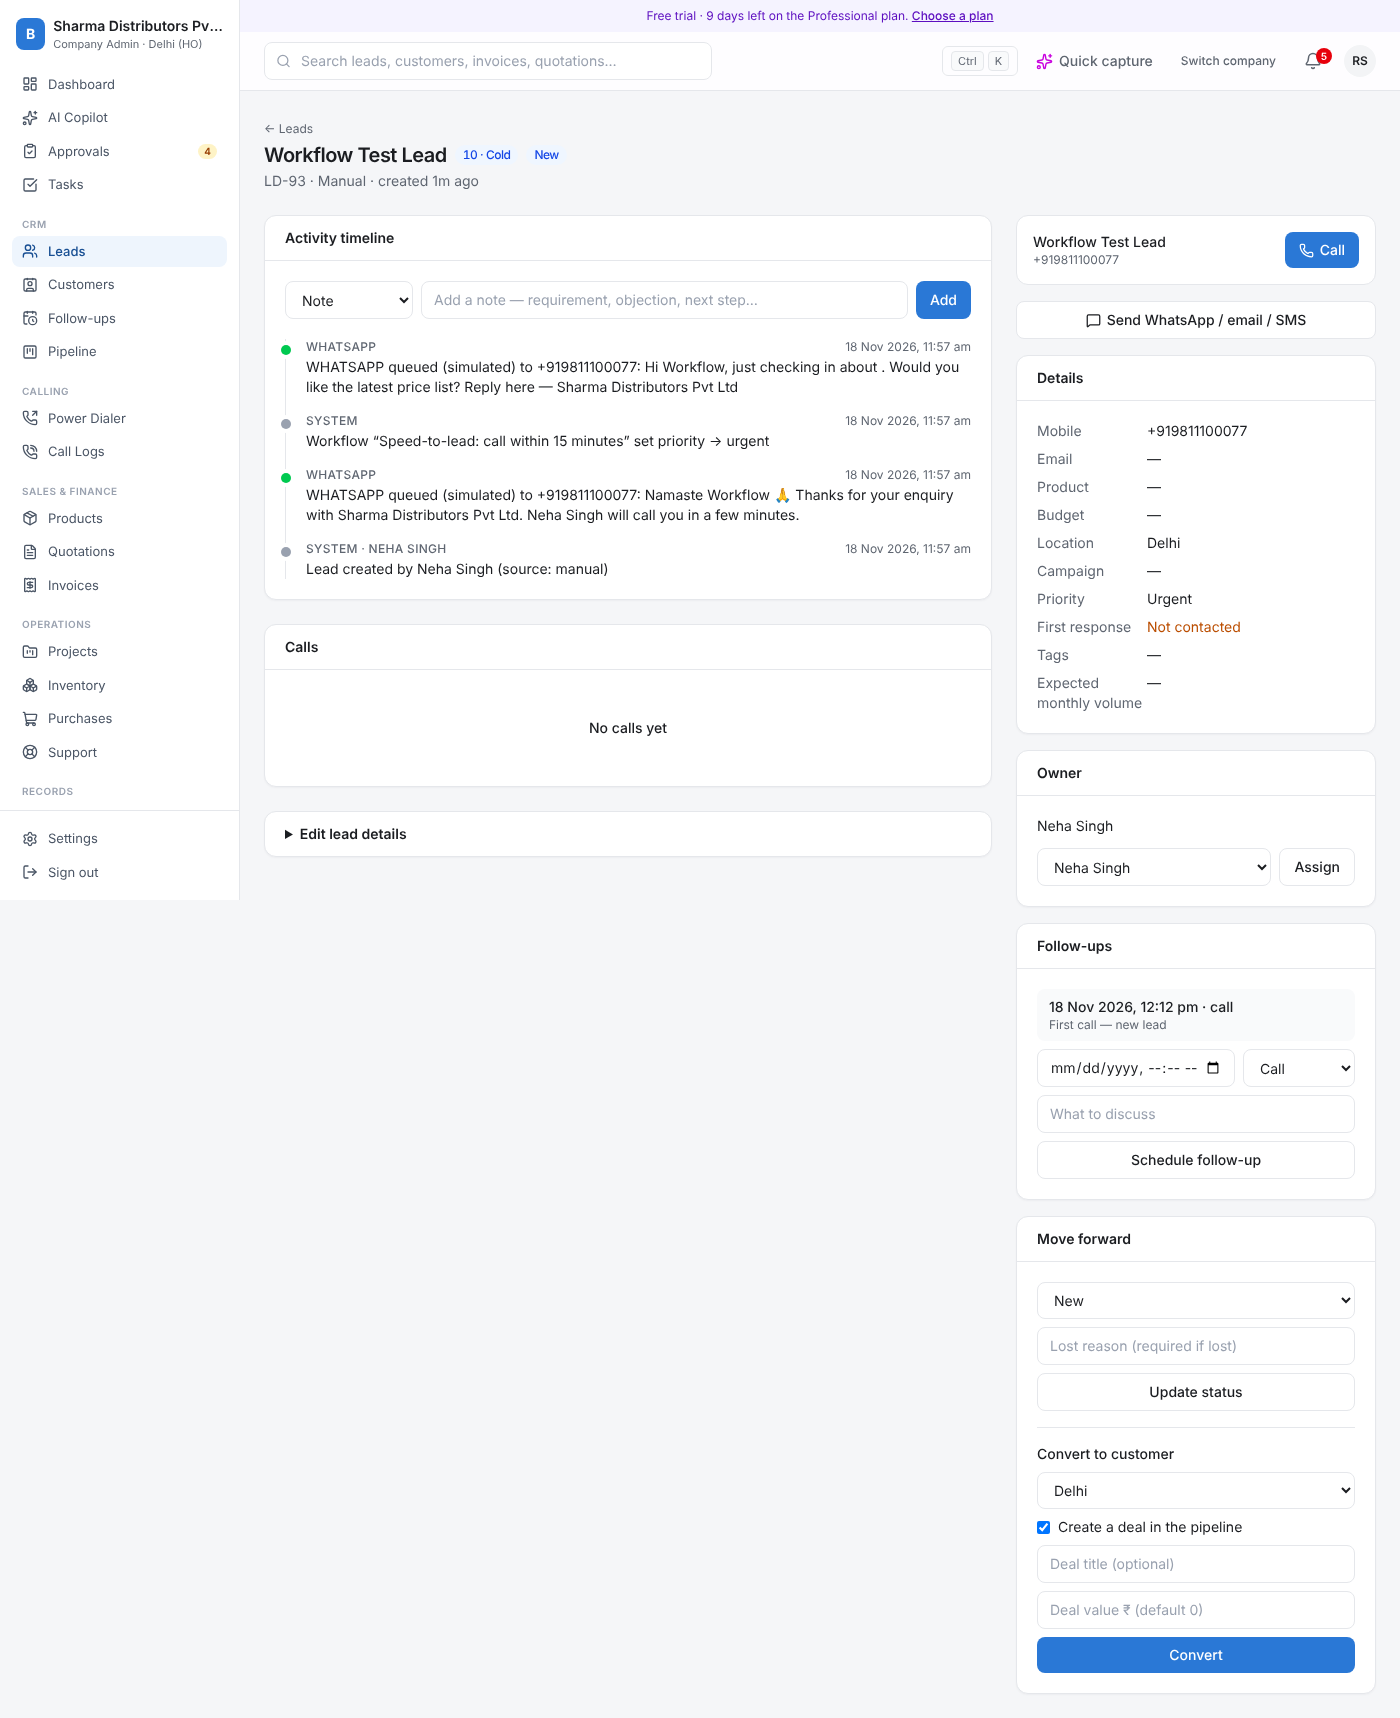 B
Sharma Distributors Pv...
Company Admin · Delhi (HO)
Dashboard
AI Copilot
Approvals
4
Tasks
CRM
Leads
Customers
Follow-ups
Pipeline
CALLING
Power Dialer
Call Logs
SALES & FINANCE
Products
Quotations
Invoices
OPERATIONS
Projects
Inventory
Purchases
Support
RECORDS
Settings
Sign out
Free trial · 9 days left on the Professional plan. Choose a plan
Search leads, customers, invoices, quotations...
Ctrl K
Quick capture
Switch company
5
RS
← Leads
Workflow Test Lead 10 · Cold New
LD-93 · Manual · created 1m ago
Activity timeline
Note
Add a note — requirement, objection, next step...
Add
WHATSAPP 18 Nov 2026, 11:57 am
WHATSAPP queued (simulated) to +919811100077: Hi Workflow, just checking in about . Would you
like the latest price list? Reply here — Sharma Distributors Pvt Ltd
SYSTEM 18 Nov 2026, 11:57 am
Workflow “Speed-to-lead: call within 15 minutes” set priority → urgent
WHATSAPP 18 Nov 2026, 11:57 am
WHATSAPP queued (simulated) to +919811100077: Namaste Workflow 🙏 Thanks for your enquiry
with Sharma Distributors Pvt Ltd. Neha Singh will call you in a few minutes.
SYSTEM · NEHA SINGH 18 Nov 2026, 11:57 am
Lead created by Neha Singh (source: manual)
Calls
No calls yet
Edit lead details
Workflow Test Lead
+919811100077
Call
Send WhatsApp / email / SMS
Details
Mobile +919811100077
Email —
Product —
Budget —
Location Delhi
Campaign —
Priority Urgent
First response Not contacted
Tags —
Expected —
monthly volume
Owner
Neha Singh
Neha Singh
Assign
Follow-ups
18 Nov 2026, 12:12 pm · call
First call — new lead
mm/dd/yyyy, --:-- --
Call
What to discuss
Schedule follow-up
Move forward
New
Lost reason (required if lost)
Update status
Convert to customer
Delhi
Create a deal in the pipeline
Deal title (optional)
Deal value ₹ (default 0)
Convert